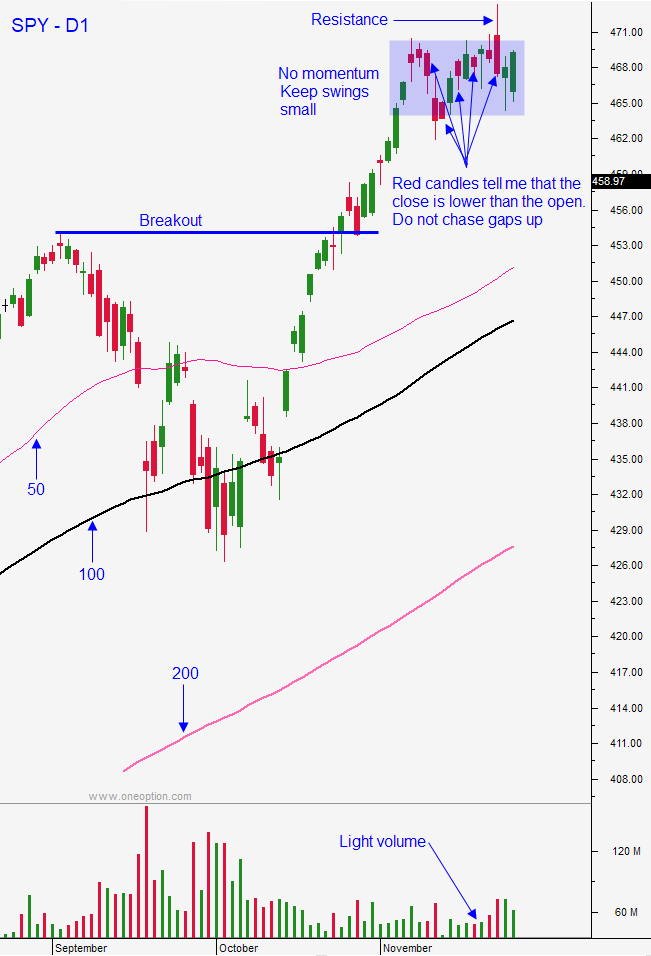 SPY - D1
Resistance
No momentum
Keep swings
small
Red candles tell me that the
close is lower than the open.
Do not chase gaps up
Breakout
50
100
200
www.oneoption.com
Light volume
471.00
468.00
465.00
462.00
458.97
456.00
453.00
450.00
447.00
444.00
441.00
438.00
435.00
432.00
429.00
426.00
423.00
420.00
417.00
414.00
411.00
408.00
120 M
60 M
September
October
November